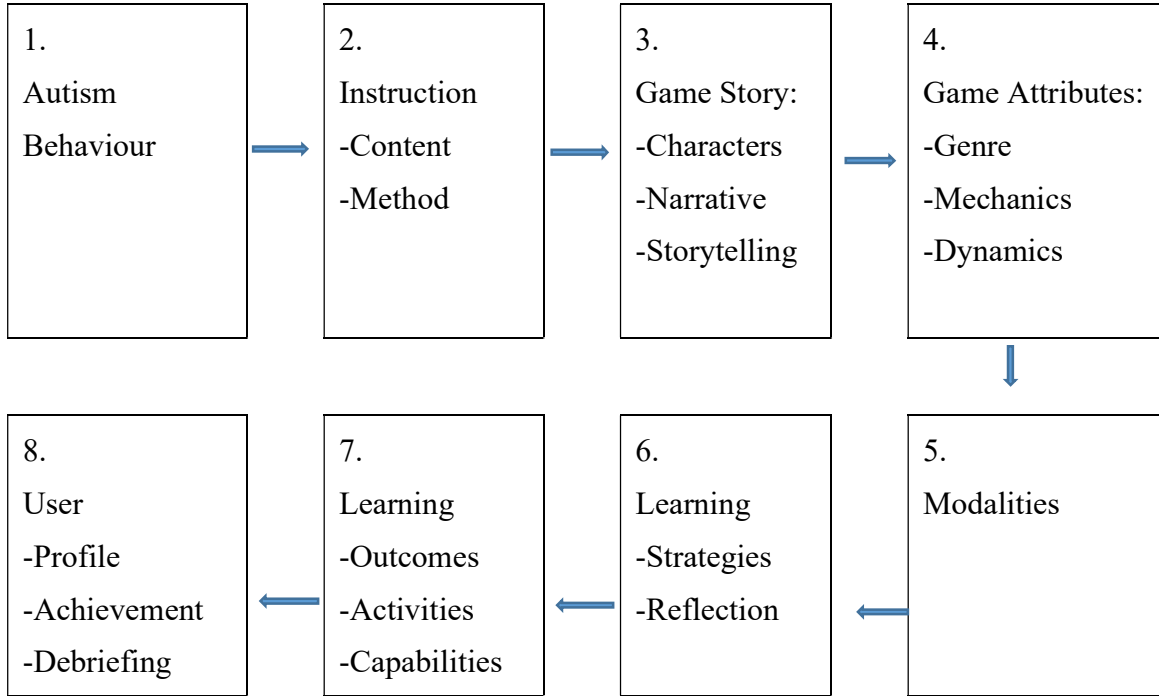 1.
Autism
Behaviour
2.
Instruction
-Content
-Method
3.
Game Story:
-Characters
-Narrative
-Storytelling
4.
Game Attributes:
-Genre
-Mechanics
-Dynamics
5.
Modalities
6.
Learning
-Strategies
-Reflection
7.
Learning
-Outcomes
-Activities
-Capabilities
8.
User
-Profile
-Achievement
-Debriefing